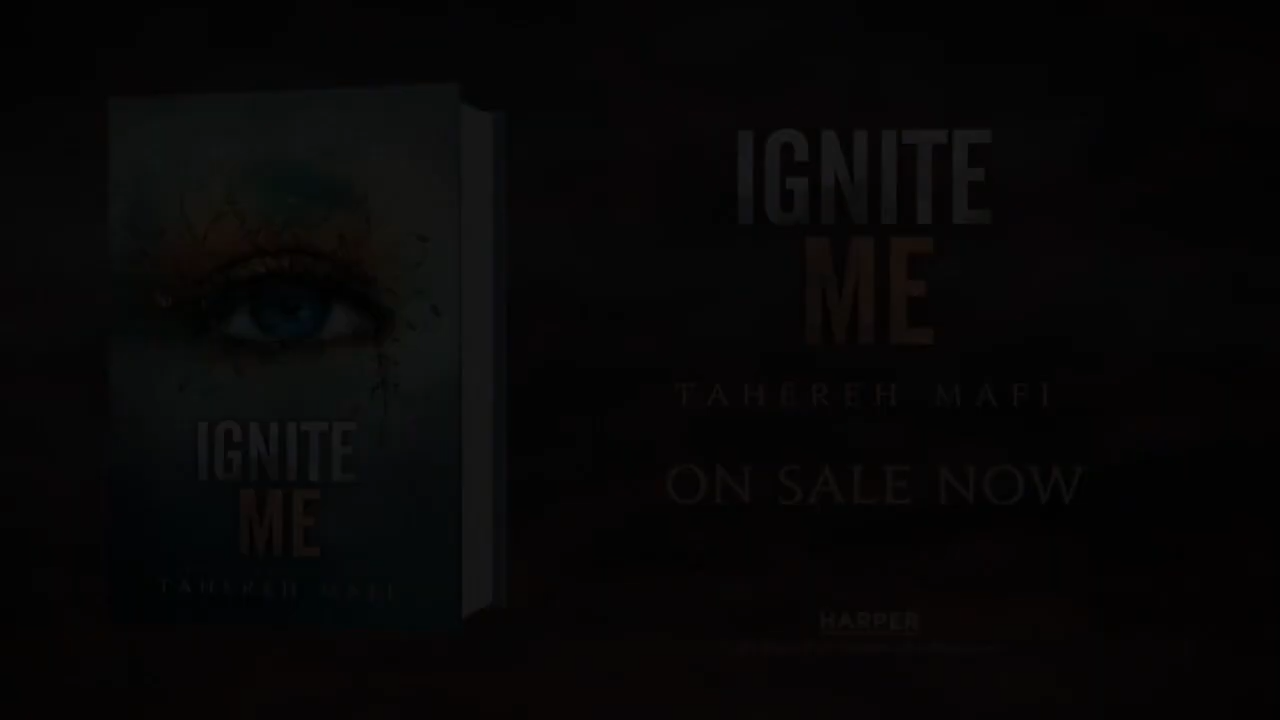 IGNITE
ME
TAHEREH MAFI
IGNITE
ME
TAHEREH MAFI
ON SALE NOW
HARPER